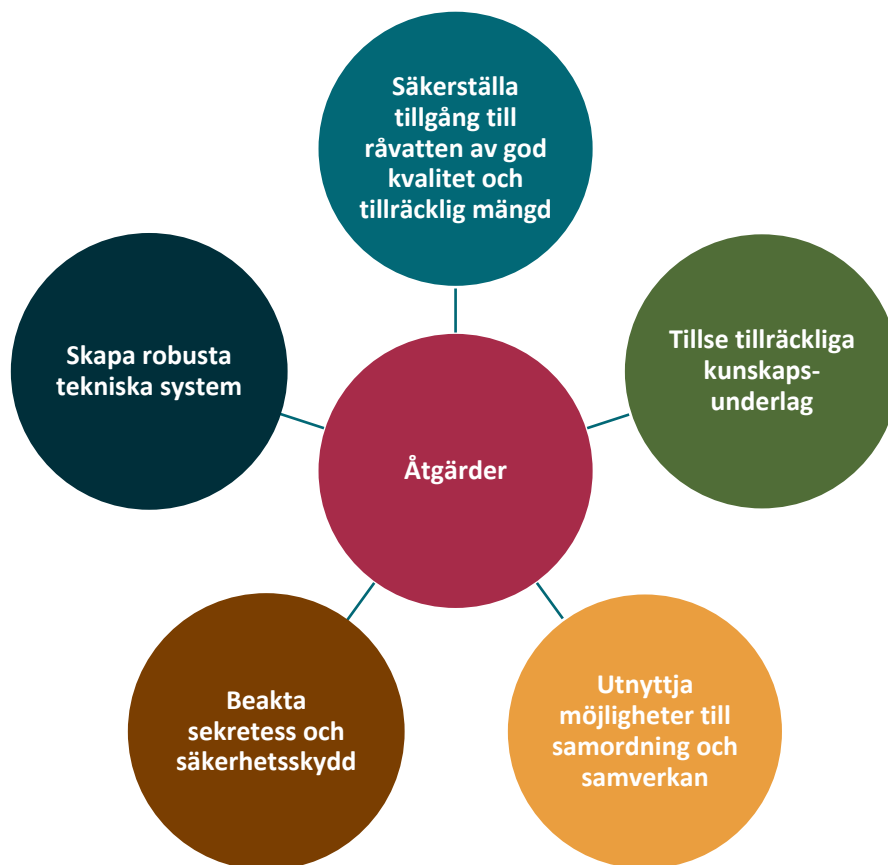 Säkerställa
tillgång till
råvatten av god
kvalitet och
tillräcklig mängd
Skapa robusta
tekniska system
Tillse tillräckliga
kunskaps-
underlag
Åtgärder
Beakta
sekretess och
säkerhetsskydd
Utnyttja
möjligheter till
samordning och
samverkan